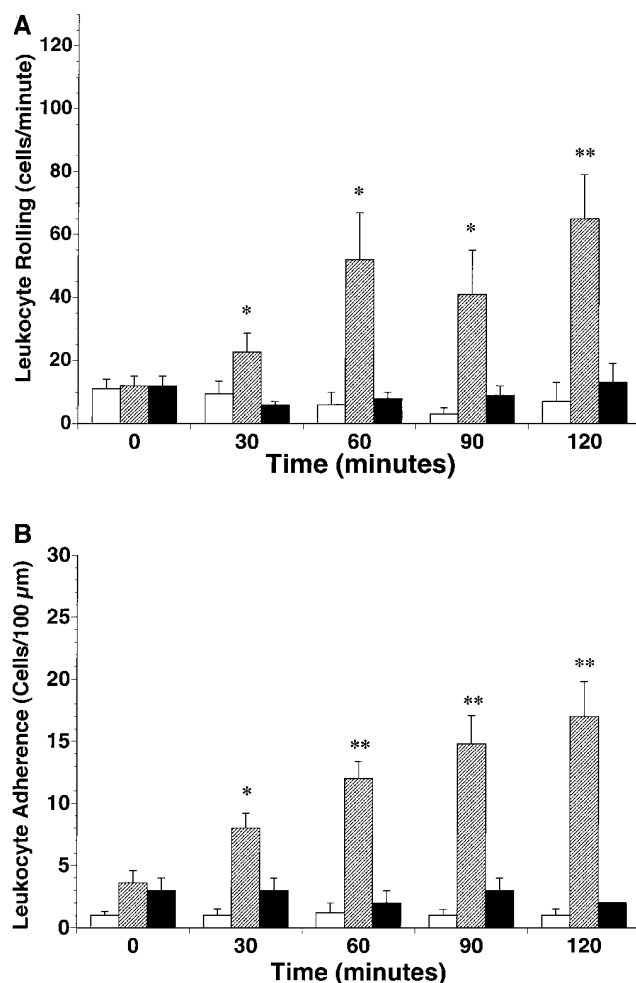 A
Leukocyte Rolling (cells/minute)
120
100
80
60
40
20
0
*
*
*
**
0 30 60 90 120
Time (minutes)
B
Leukocyte Adherence (Cells/100 µm)
30
25
20
15
10
5
0
*
**
**
**
0 30 60 90 120
Time (minutes)